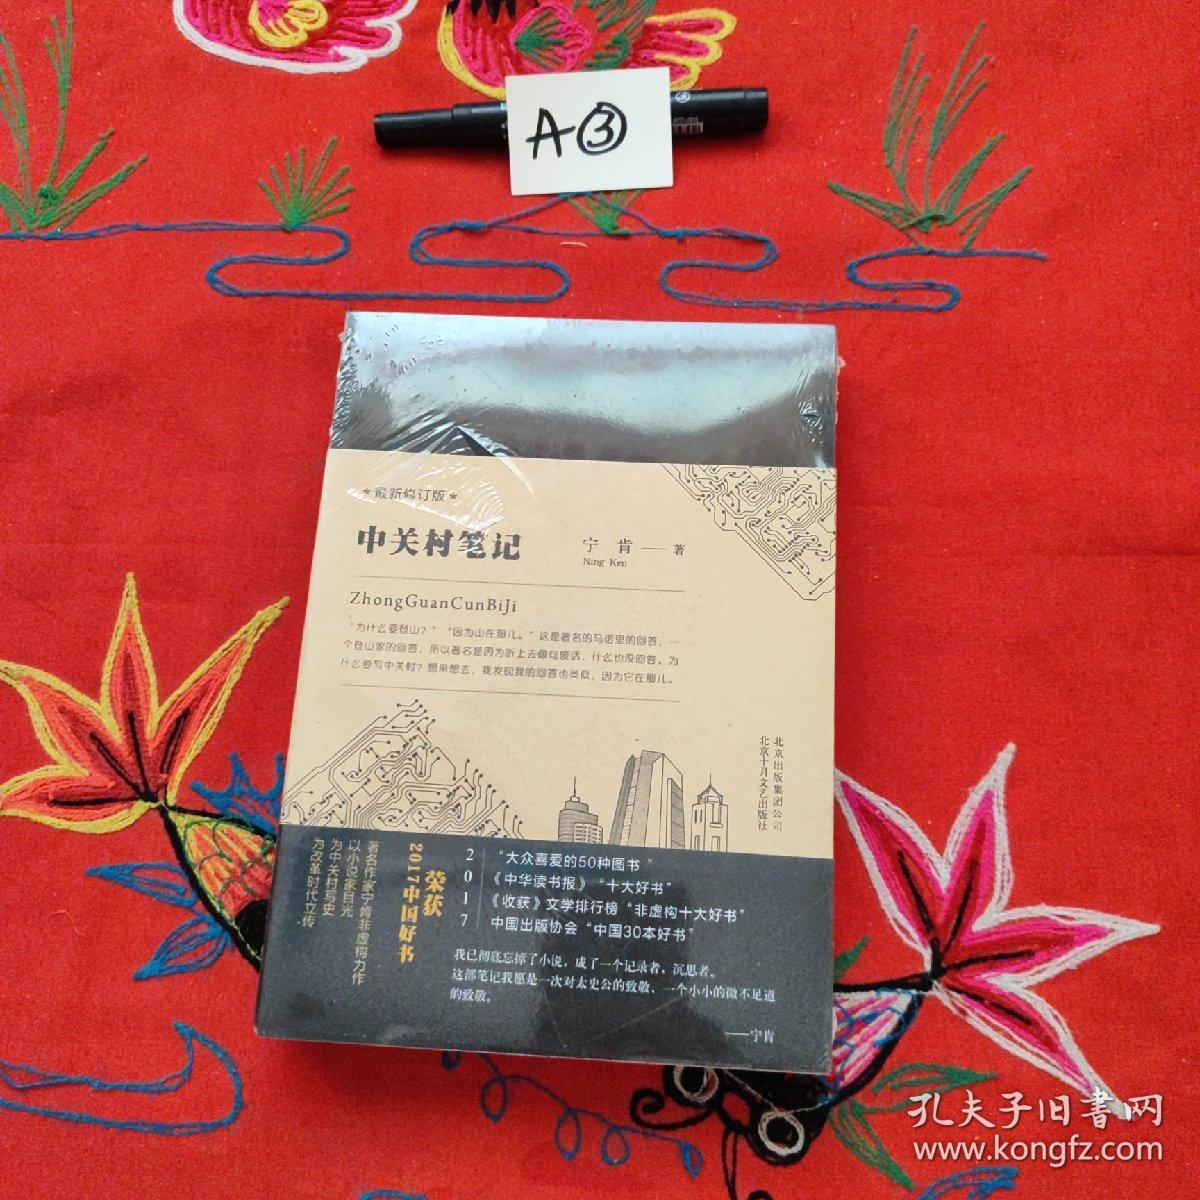 A③
★最新修订版★
中关村笔记
宁肯——著
Ning Ken
ZhongGuanCunBiJi
“为什么要登山？”“因为山在那儿。”这是著名的马诺里的回答，一
个登山家的回答，所以著名是因为听上去像句废话，什么也没回答。为
什么要写中关村？想来想去，我发现我的回答也类似，因为它在那儿。
北京出版集团公司
北京十月文艺出版社
著名作家宁肯非虚构力作
以小说家目光
为中关村写史
为改革时代立传
荣获
2017中国好书
2017
“大众喜爱的50种图书”
《中华读书报》“十大好书”
《收获》文学排行榜“非虚构十大好书”
中国出版协会“中国30本好书”
我已彻底忘掉了小说，成了一个记录者，沉思者。
这部笔记我愿是一次对太史公的致敬，一个小小的微不足道
的致敬。
——宁肯
孔夫子旧书网
www.kongfz.com